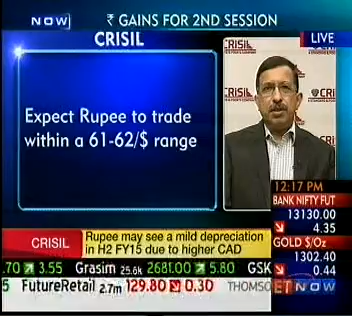 NOW
₹ GAINS FOR 2ND SESSION
CRISIL
LIVE
Expect Rupee to trade
within a 61-62/$ range
CRISIL
A STANDARD & POOR'S
12:17 PM
BANK NIFTY FUT
13130.00
4.35
GOLD $/Oz
1302.40
0.44
CRISIL
Rupee may see a mild depreciation
in H2 FY15 due to higher CAD
.70 3.55 Grasim 25.6k 2681.00 5.80 GSK
5 FutureRetail 2.7m 129.80 0.30 THOMSO
ET NOW